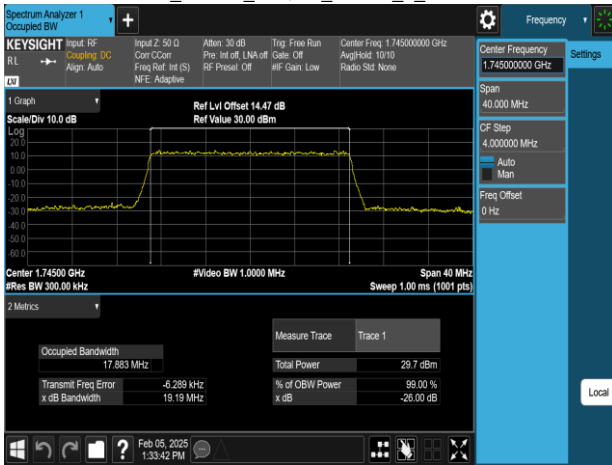 Spectrum Analyzer 1
Occupied BW
Frequency
KEYSIGHT
R L
LXI
Input: RF
Coupling: DC
Align: Auto
Input Z: 50 Ω
Corr CCorr
Freq Ref: Int (S)
NFE: Adaptive
Atten: 30 dB
Pre: Int off, LNA off
RF Presel: Off
Trig: Free Run
Gate: Off
#IF Gain: Low
Center Freq: 1.745000000 GHz
Avg|Hold: 10/10
Radio Std: None
Center Frequency
1.745000000 GHz
Settings
Span
40.000 MHz
CF Step
4.000000 MHz
Auto
Man
Freq Offset
0 Hz
Local
1 Graph
Scale/Div 10.0 dB
Ref Lvl Offset 14.47 dB
Ref Value 30.00 dBm
Log
20.0
10.0
0.00
-10.0
-20.0
-30.0
-40.0
-50.0
-60.0
Center 1.74500 GHz
#Res BW 300.00 kHz
#Video BW 1.0000 MHz
Span 40 MHz
Sweep 1.00 ms (1001 pts)
2 Metrics
Measure Trace
Trace 1
Occupied Bandwidth
17.883 MHz
Total Power
29.7 dBm
Transmit Freq Error
-6.289 kHz
% of OBW Power
99.00 %
x dB Bandwidth
19.19 MHz
x dB
-26.00 dB
?
Feb 05, 2025
1:33:42 PM